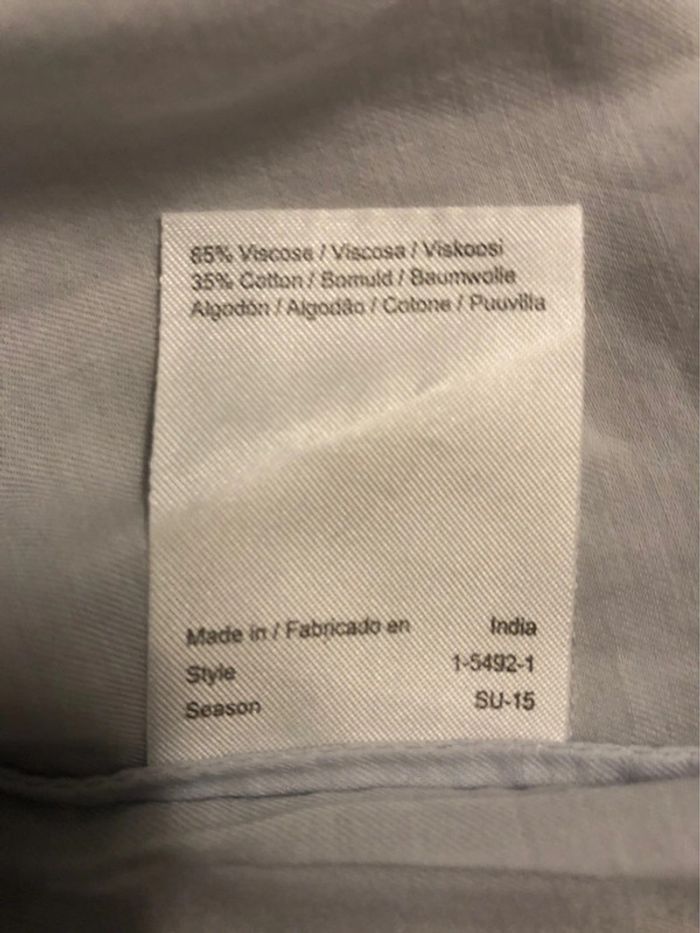 65% Viscose / Viscosa / Viskoosi
35% Cotton / Bomuld / Baumwolle
Algodón / Algodão / Cotone / Puuvilla
Made in / Fabricado en India
Style 1-5492-1
Season SU-15